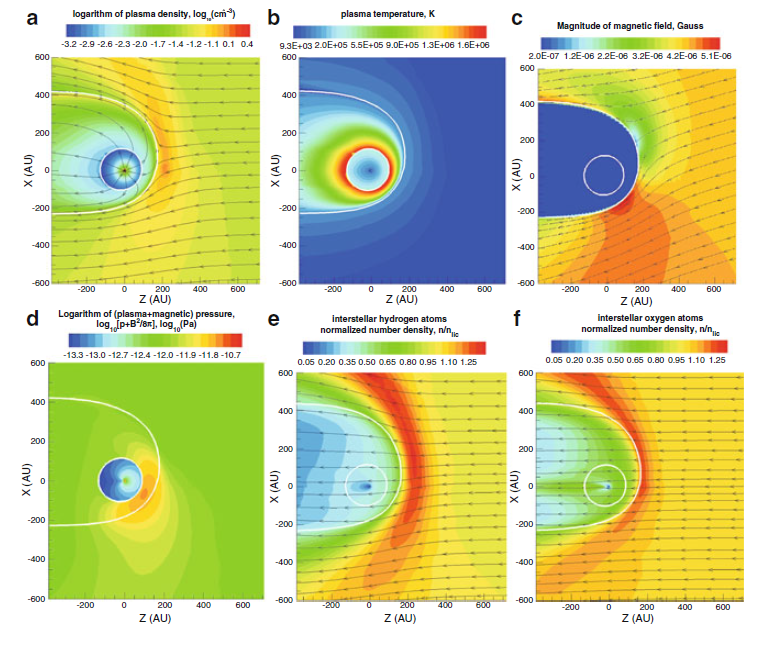 a
logarithm of plasma density, log₁₀(cm⁻³)
-3.2 -2.9 -2.6 -2.3 -2.0 -1.7 -1.4 -1.2 -1.1 0.1 0.4
600
400
200
0
-200
-400
-600
X (AU)
-200 0 200 400 600
Z (AU)
b
plasma temperature, K
9.3E+03 2.0E+05 5.5E+05 9.0E+05 1.3E+06 1.6E+06
600
400
200
0
-200
-400
-600
X (AU)
-200 0 200 400 600
Z (AU)
c
Magnitude of magnetic field, Gauss
2.0E-07 1.2E-06 2.2E-06 3.2E-06 4.2E-06 5.1E-06
600
400
200
0
-200
-400
-600
X (AU)
-200 0 200 400 600
Z (AU)
d
Logarithm of (plasma+magnetic) pressure,
log₁₀[p+B²/8π], log₁₀(Pa)
-13.3 -13.0 -12.7 -12.4 -12.0 -11.9 -11.8 -10.7
600
400
200
0
-200
-400
-600
X (AU)
-200 0 200 400 600
Z (AU)
e
interstellar hydrogen atoms
normalized number density, n/n_lic
0.05 0.20 0.35 0.50 0.65 0.80 0.95 1.10 1.25
600
400
200
0
-200
-400
-600
X (AU)
-200 0 200 400 600
Z (AU)
f
interstellar oxygen atoms
normalized number density, n/n_lic
0.05 0.20 0.35 0.50 0.65 0.80 0.95 1.10 1.25
600
400
200
0
-200
-400
-600
X (AU)
-200 0 200 400 600
Z (AU)